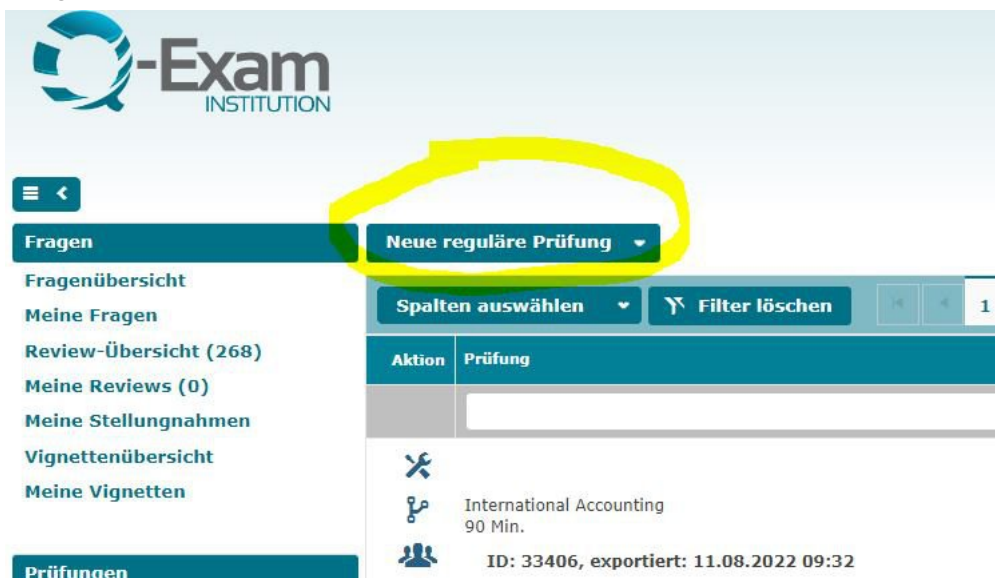 -Exam
INSTITUTION
Fragen
Fragenübersicht
Meine Fragen
Review-Übersicht (268)
Meine Reviews (0)
Meine Stellungnahmen
Vignettenübersicht
Meine Vignetten
Prüfungen
Neue reguläre Prüfung
Spalten auswählen Filter löschen 1
Aktion Prüfung
International Accounting
90 Min.
ID: 33406, exportiert: 11.08.2022 09:32